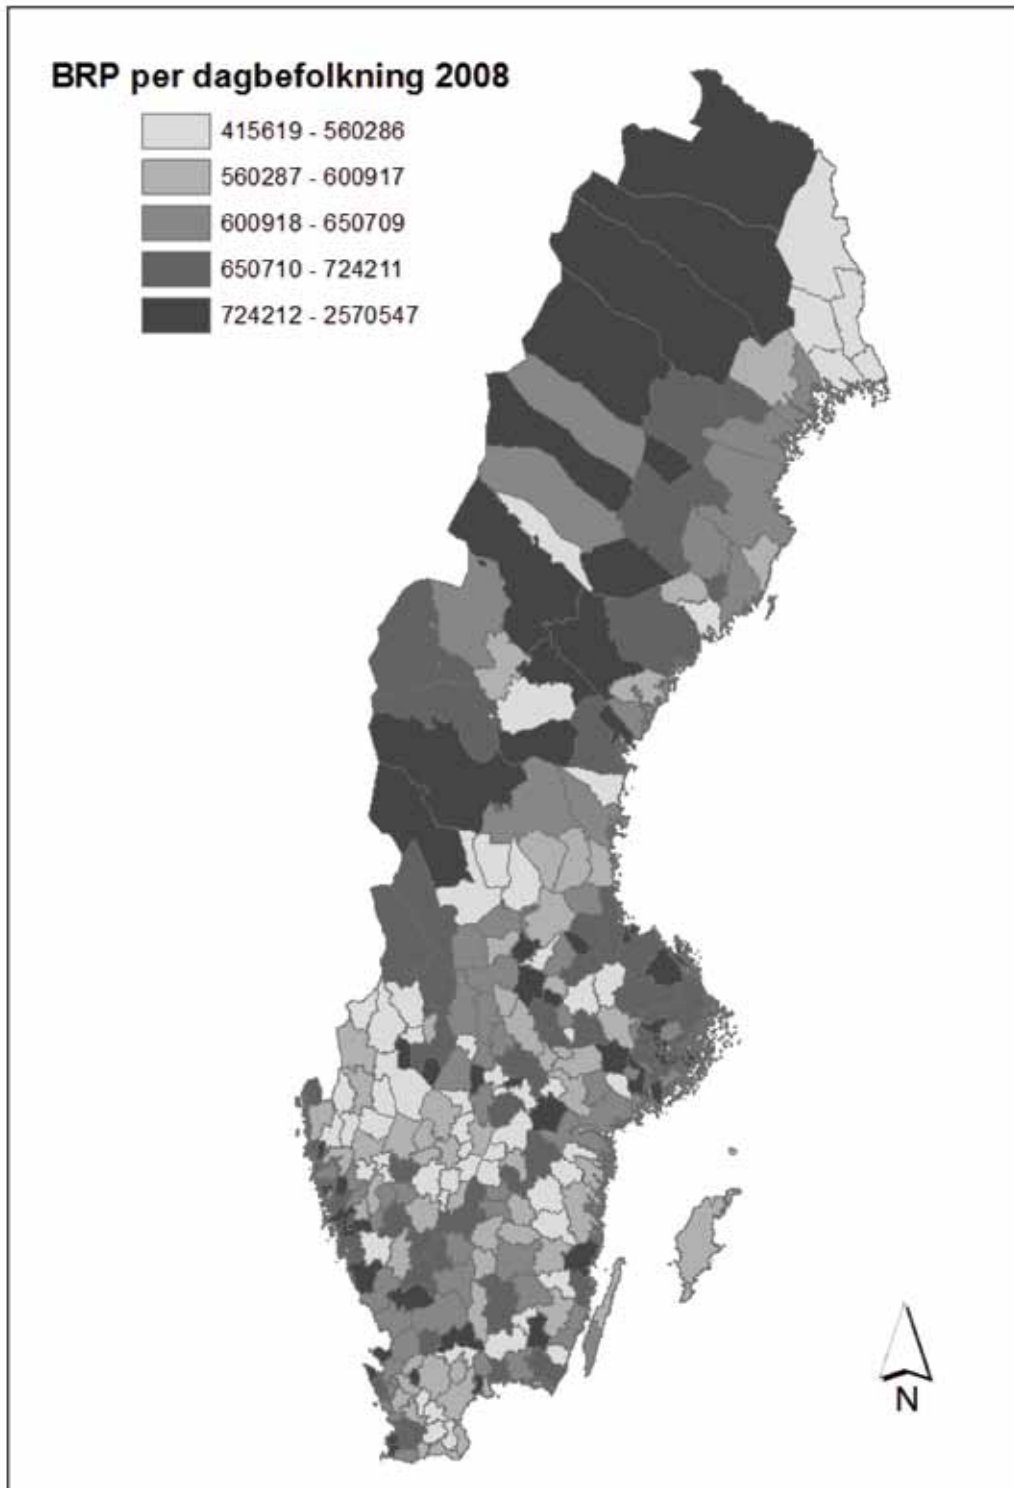 BRP per dagbefolkning 2008
415619 - 560286
560287 - 600917
600918 - 650709
650710 - 724211
724212 - 2570547
N